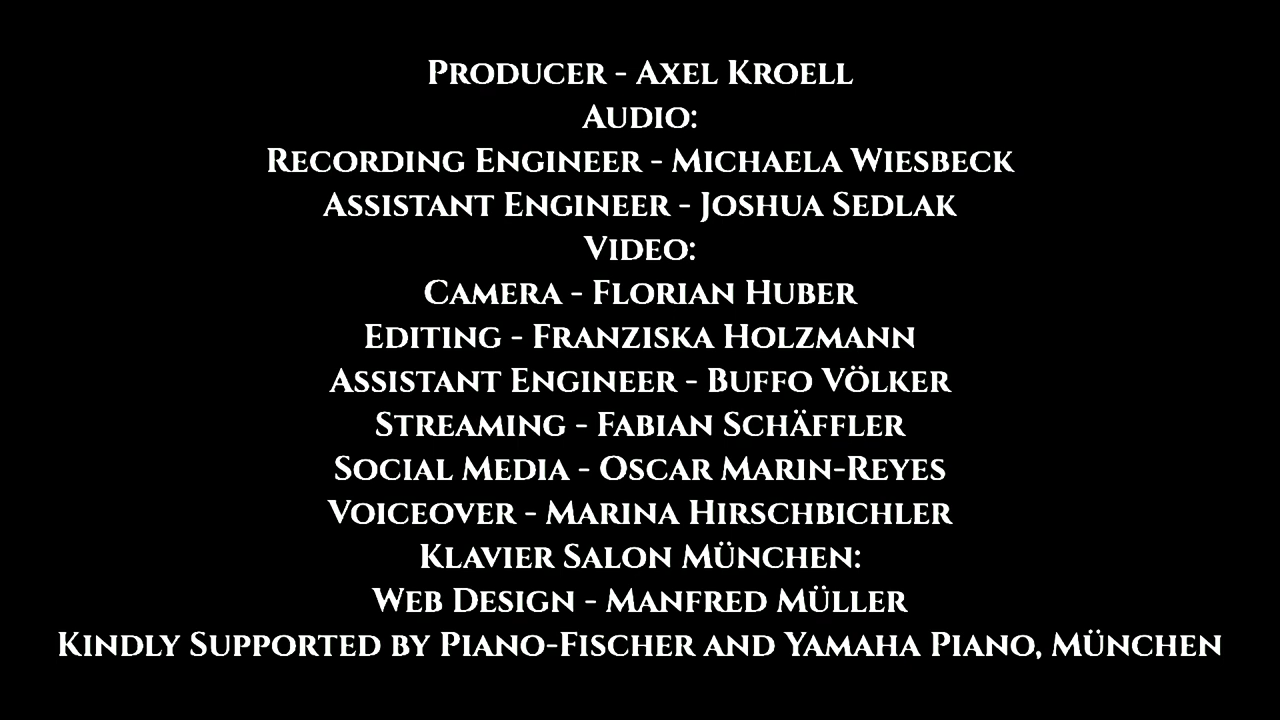 Producer - Axel Kroell
Audio:
Recording Engineer - Michaela Wiesbeck
Assistant Engineer - Joshua Sedlak
Video:
Camera - Florian Huber
Editing - Franziska Holzmann
Assistant Engineer - Buffo Völker
Streaming - Fabian Schäffler
Social Media - Oscar Marin-Reyes
Voiceover - Marina Hirschbichler
Klavier Salon München:
Web Design - Manfred Müller
Kindly Supported by Piano-Fischer and Yamaha Piano, München